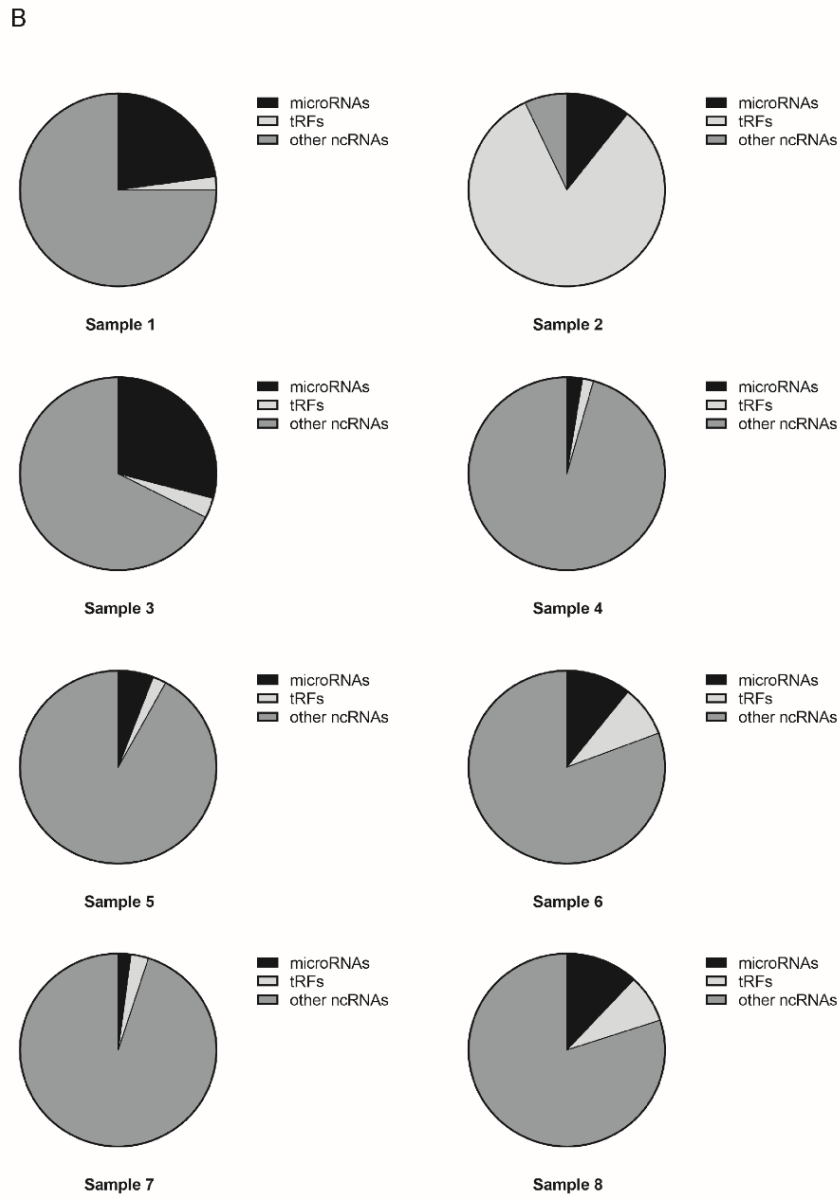 B
microRNAs
tRFs
other ncRNAs
Sample 1
microRNAs
tRFs
other ncRNAs
Sample 2
microRNAs
tRFs
other ncRNAs
Sample 3
microRNAs
tRFs
other ncRNAs
Sample 4
microRNAs
tRFs
other ncRNAs
Sample 5
microRNAs
tRFs
other ncRNAs
Sample 6
microRNAs
tRFs
other ncRNAs
Sample 7
microRNAs
tRFs
other ncRNAs
Sample 8